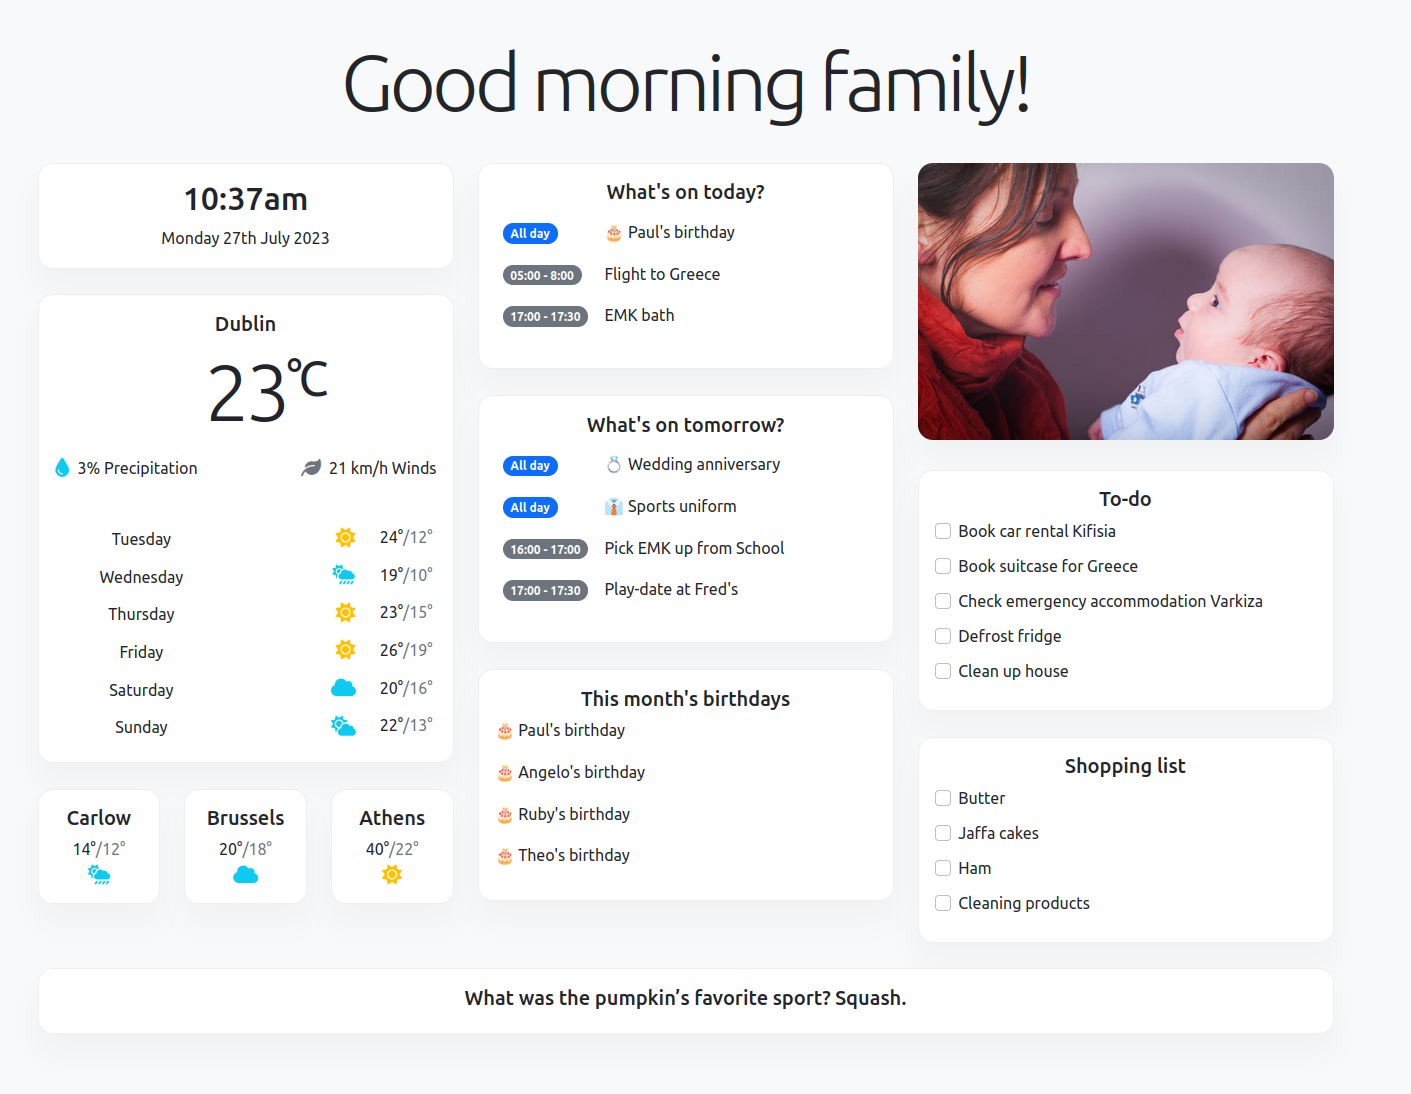 Good morning family!
10:37am
Monday 27th July 2023
Dublin
23°C
3% Precipitation
21 km/h Winds
Tuesday 24°/12°
Wednesday 19°/10°
Thursday 23°/15°
Friday 26°/19°
Saturday 20°/16°
Sunday 22°/13°
Carlow
14°/12°
Brussels
20°/18°
Athens
40°/22°
What's on today?
All day 🎂 Paul's birthday
05:00 - 8:00 Flight to Greece
17:00 - 17:30 EMK bath
What's on tomorrow?
All day 💍 Wedding anniversary
All day 👔 Sports uniform
16:00 - 17:00 Pick EMK up from School
17:00 - 17:30 Play-date at Fred's
This month's birthdays
🎂 Paul's birthday
🎂 Angelo's birthday
🎂 Ruby's birthday
🎂 Theo's birthday
To-do
Book car rental Kifisia
Book suitcase for Greece
Check emergency accommodation Varkiza
Defrost fridge
Clean up house
Shopping list
Butter
Jaffa cakes
Ham
Cleaning products
What was the pumpkin’s favorite sport? Squash.